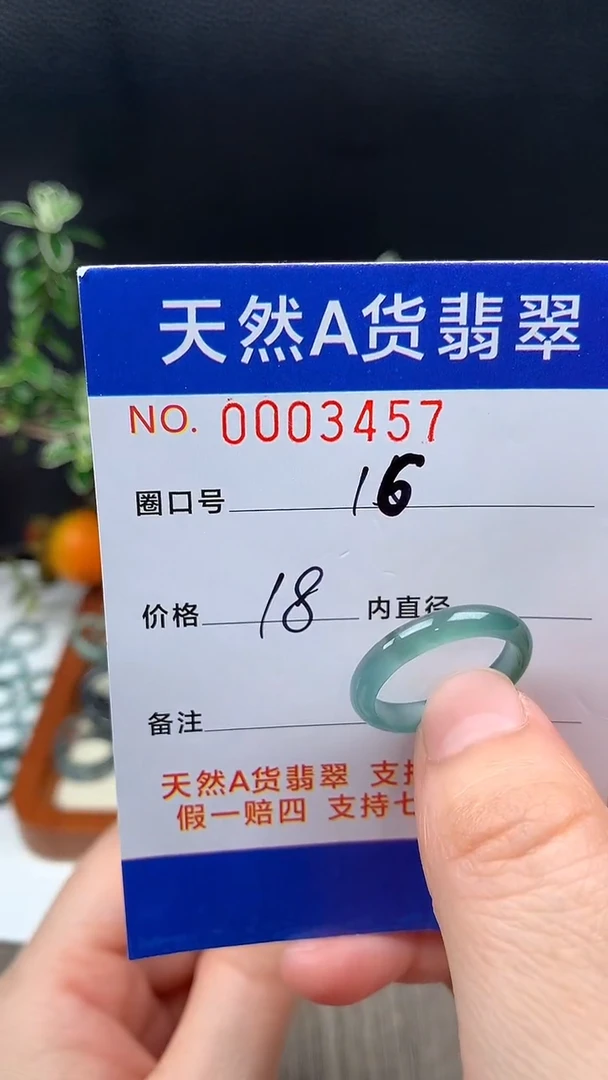 天然A货翡翠
NO. 0003457
圈口号 16
价格 18 内直径
备注
天然A货翡翠 支
假一赔四 支持七